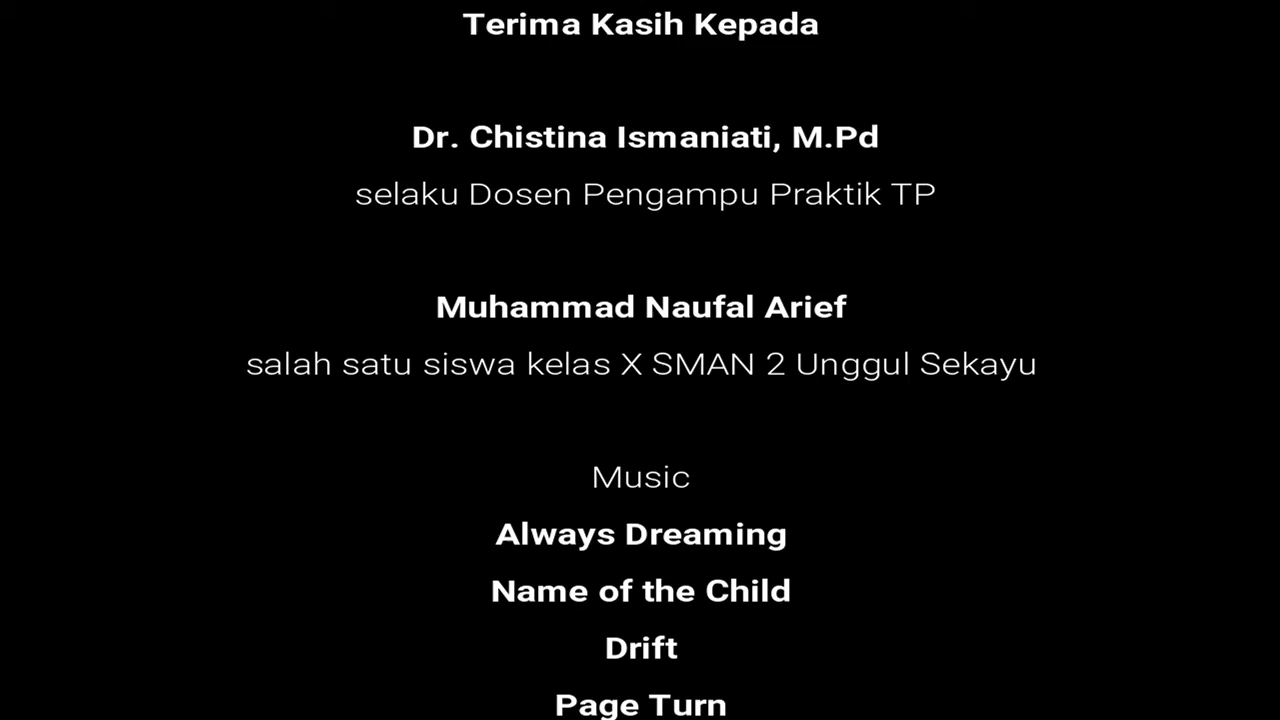 Terima Kasih Kepada
Dr. Chistina Ismaniati, M.Pd
selaku Dosen Pengampu Praktik TP
Muhammad Naufal Arief
salah satu siswa kelas X SMAN 2 Unggul Sekayu
Music
Always Dreaming
Name of the Child
Drift
Page Turn